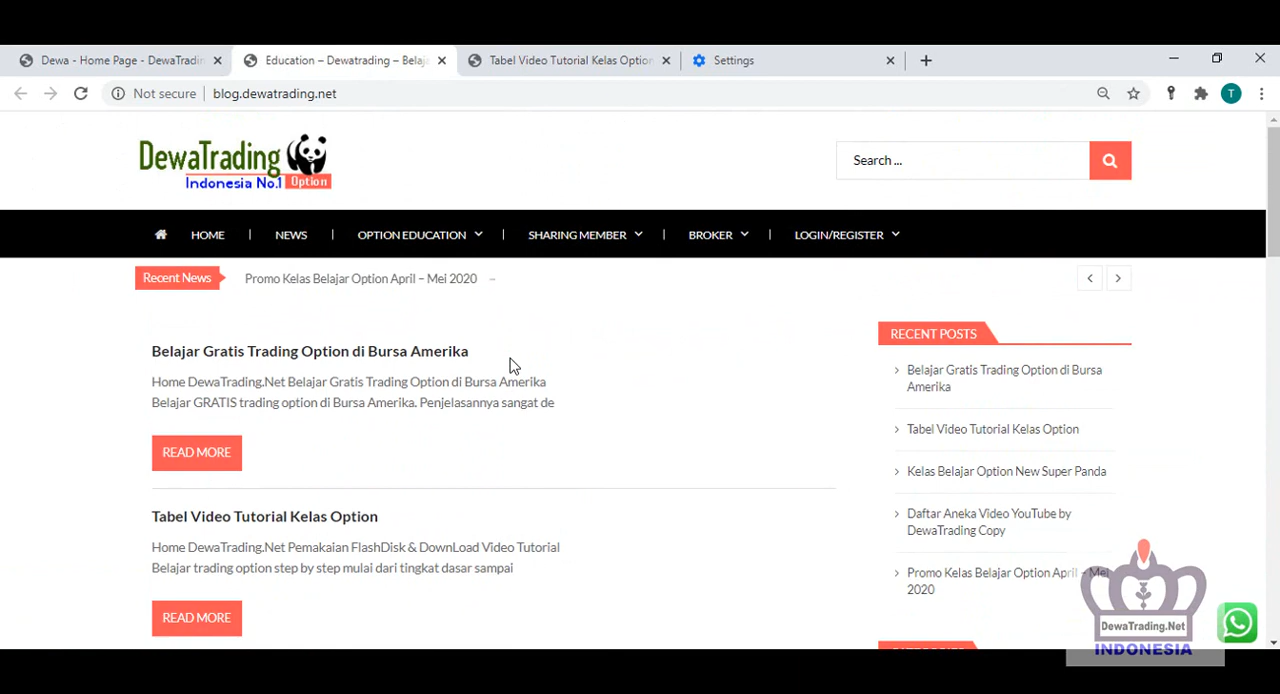 Dewa - Home Page - DewaTradin
Education – Dewatrading – Belaj
Tabel Video Tutorial Kelas Option
Settings
Not secure
blog.dewatrading.net
T
DewaTrading
Indonesia No.1 Option
Search ...
HOME
NEWS
OPTION EDUCATION
SHARING MEMBER
BROKER
LOGIN/REGISTER
Recent News
Promo Kelas Belajar Option April – Mei 2020 –
Belajar Gratis Trading Option di Bursa Amerika
Home DewaTrading.Net Belajar Gratis Trading Option di Bursa Amerika
Belajar GRATIS trading option di Bursa Amerika. Penjelasannya sangat de
READ MORE
Tabel Video Tutorial Kelas Option
Home DewaTrading.Net Pemakaian FlashDisk & DownLoad Video Tutorial
Belajar trading option step by step mulai dari tingkat dasar sampai
READ MORE
RECENT POSTS
Belajar Gratis Trading Option di Bursa
Amerika
Tabel Video Tutorial Kelas Option
Kelas Belajar Option New Super Panda
Daftar Aneka Video YouTube by
DewaTrading Copy
Promo Kelas Belajar Option April – Mei
2020
DewaTrading.Net
INDONESIA